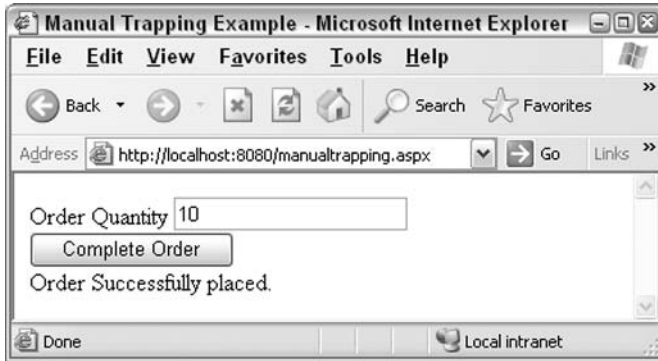 Manual Trapping Example - Microsoft Internet Explorer
File Edit View Favorites Tools Help
Back Search Favorites »
Address http://localhost:8080/manualtrapping.aspx Go Links »
Order Quantity 10
Complete Order
Order Successfully placed.
Done Local intranet